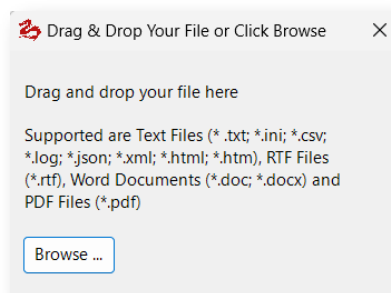 Drag & Drop Your File or Click Browse
Drag and drop your file here
Supported are Text Files (* .txt; *.ini; *.csv;
*.log; *.json; *.xml; *.html; *.htm), RTF Files
(*.rtf), Word Documents (*.doc; *.docx) and
PDF Files (*.pdf)
Browse ...